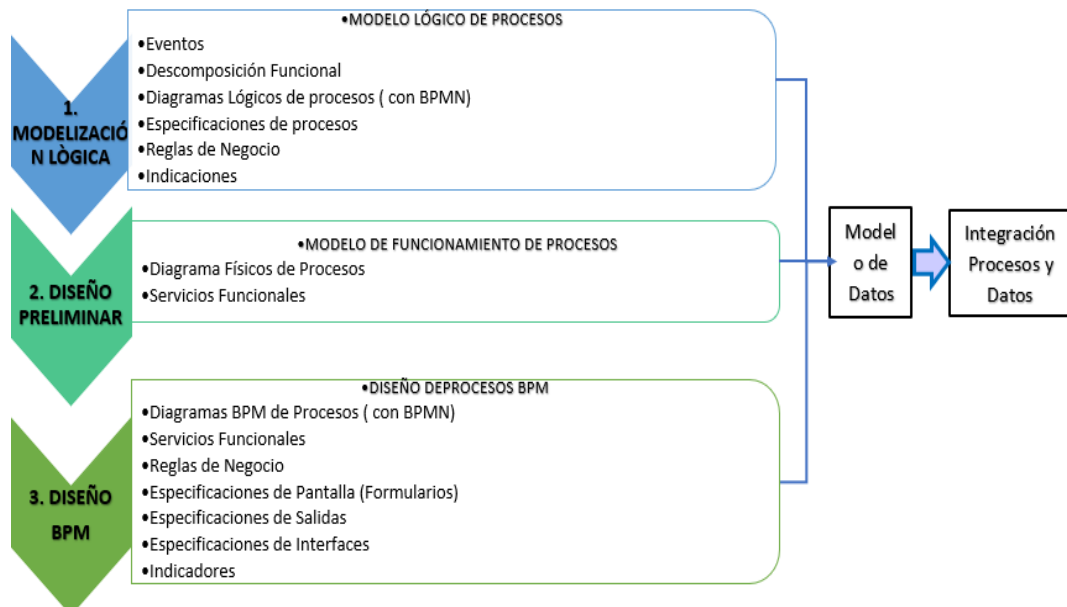 •MODELO LÓGICO DE PROCESOS
1.
MODELIZACIÓ
N LÒGICA
•Eventos
•Descomposición Funcional
•Diagramas Lógicos de procesos ( con BPMN)
•Especificaciones de procesos
•Reglas de Negocio
•Indicaciones
•MODELO DE FUNCIONAMIENTO DE PROCESOS
2. DISEÑO
PRELIMINAR
•Diagrama Físicos de Procesos
•Servicios Funcionales
•DISEÑO DEPROCESOS BPM
3. DISEÑO
BPM
•Diagramas BPM de Procesos ( con BPMN)
•Servicios Funcionales
•Reglas de Negocio
•Especificaciones de Pantalla (Formularios)
•Especificaciones de Salidas
•Especificaciones de Interfaces
•Indicadores
Model
o de
Datos
Integración
Procesos y
Datos